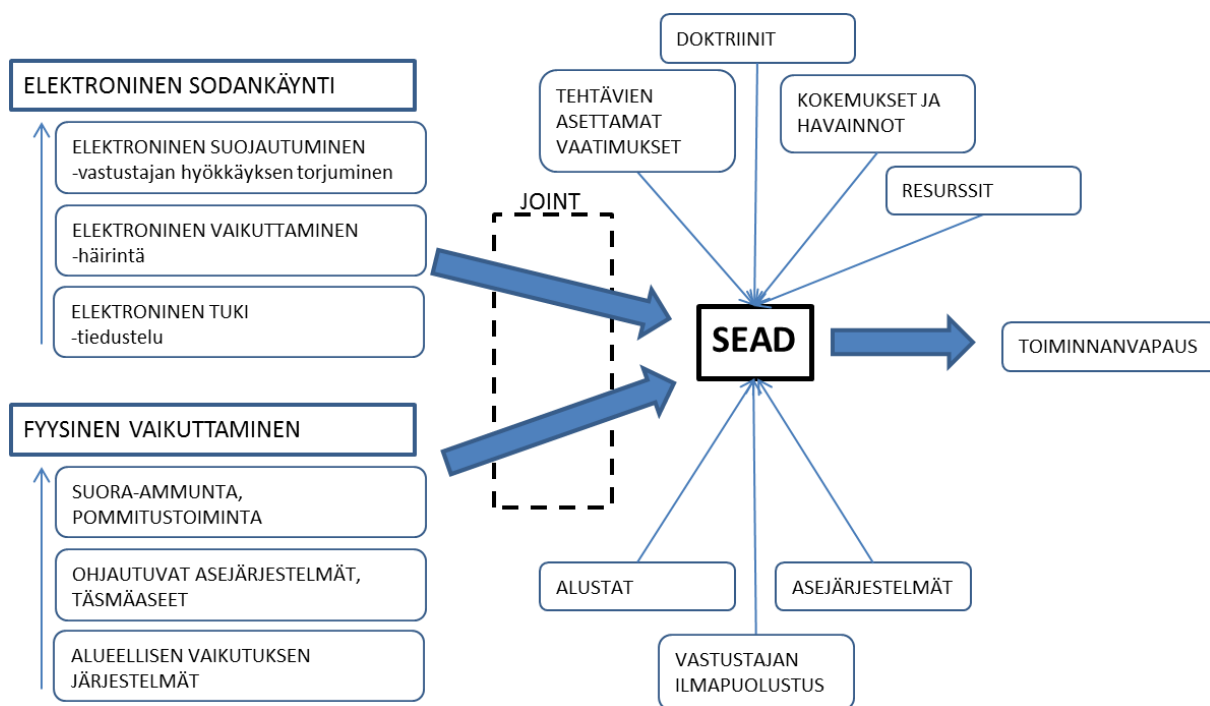 ELEKTRONINEN SODANKÄYNTI
ELEKTRONINEN SUOJAUTUMINEN
-vastustajan hyökkäyksen torjuminen
ELEKTRONINEN VAIKUTTAMINEN
-häirintä
ELEKTRONINEN TUKI
-tiedustelu
FYYSINEN VAIKUTTAMINEN
SUORA-AMMUNTA,
POMMITUSTOIMINTA
OHJAUTUVAT ASEJÄRJESTELMÄT,
TÄSMÄASEET
ALUEELLISEN VAIKUTUKSEN
JÄRJESTELMÄT
JOINT
DOKTRIINIT
TEHTÄVIEN
ASETTAMAT
VAATIMUKSET
KOKEMUKSET JA
HAVAINNOT
RESURSSIT
SEAD
TOIMINNANVAPAUS
ALUSTAT
ASEJÄRJESTELMÄT
VASTUSTAJAN
ILMAPUOLUSTUS